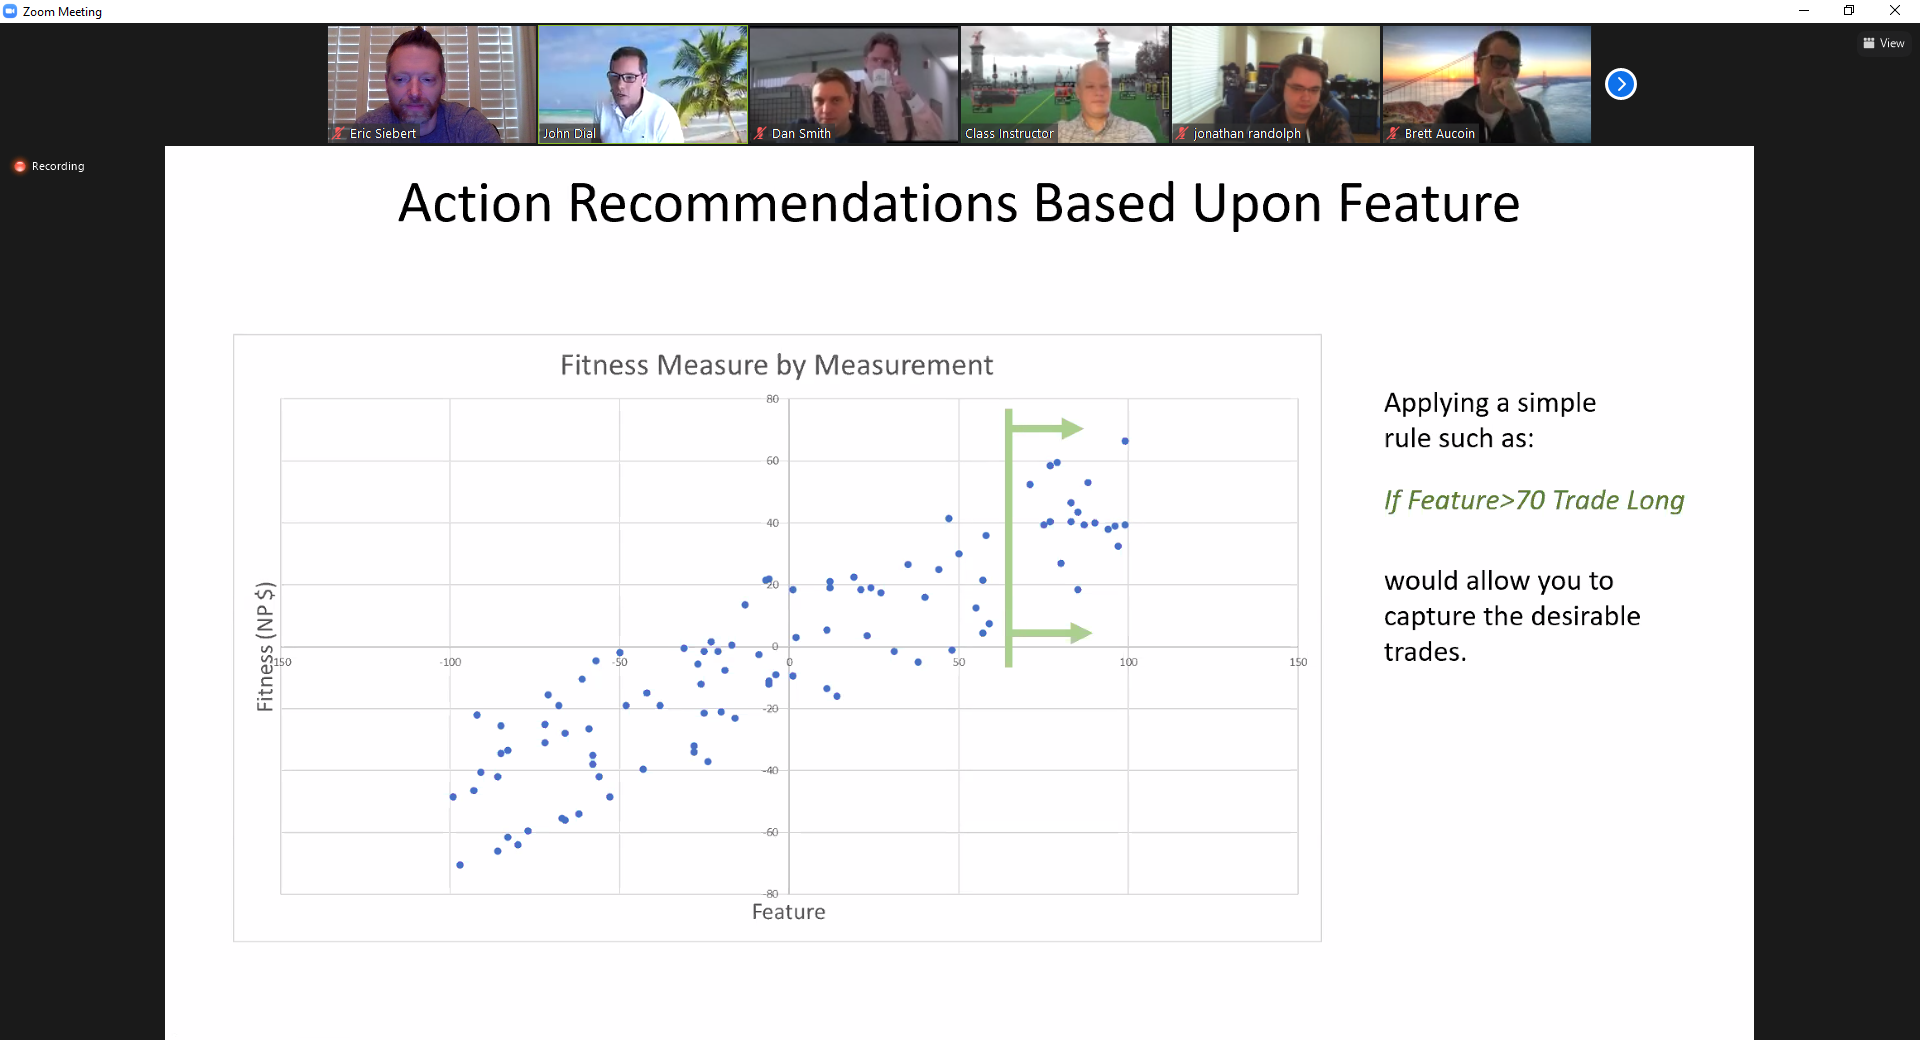 Zoom Meeting
View
Eric Siebert
John Dial
Dan Smith
Class Instructor
jonathan randolph
Brett Aucoin
Recording
Action Recommendations Based Upon Feature
Fitness Measure by Measurement
80
60
40
20
0
-20
-40
-60
-80
-150
-100
-50
0
50
100
150
Fitness (NP $)
Feature
Applying a simple
rule such as:
If Feature>70 Trade Long
would allow you to
capture the desirable
trades.